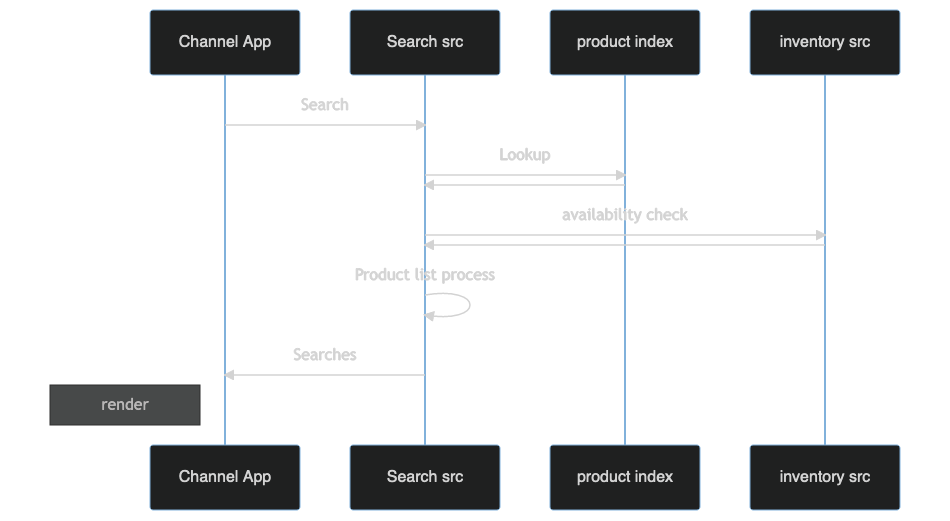 Channel App
Search src
product index
inventory src
Search
Lookup
availability check
Product list process
Searches
render
Channel App
Search src
product index
inventory src